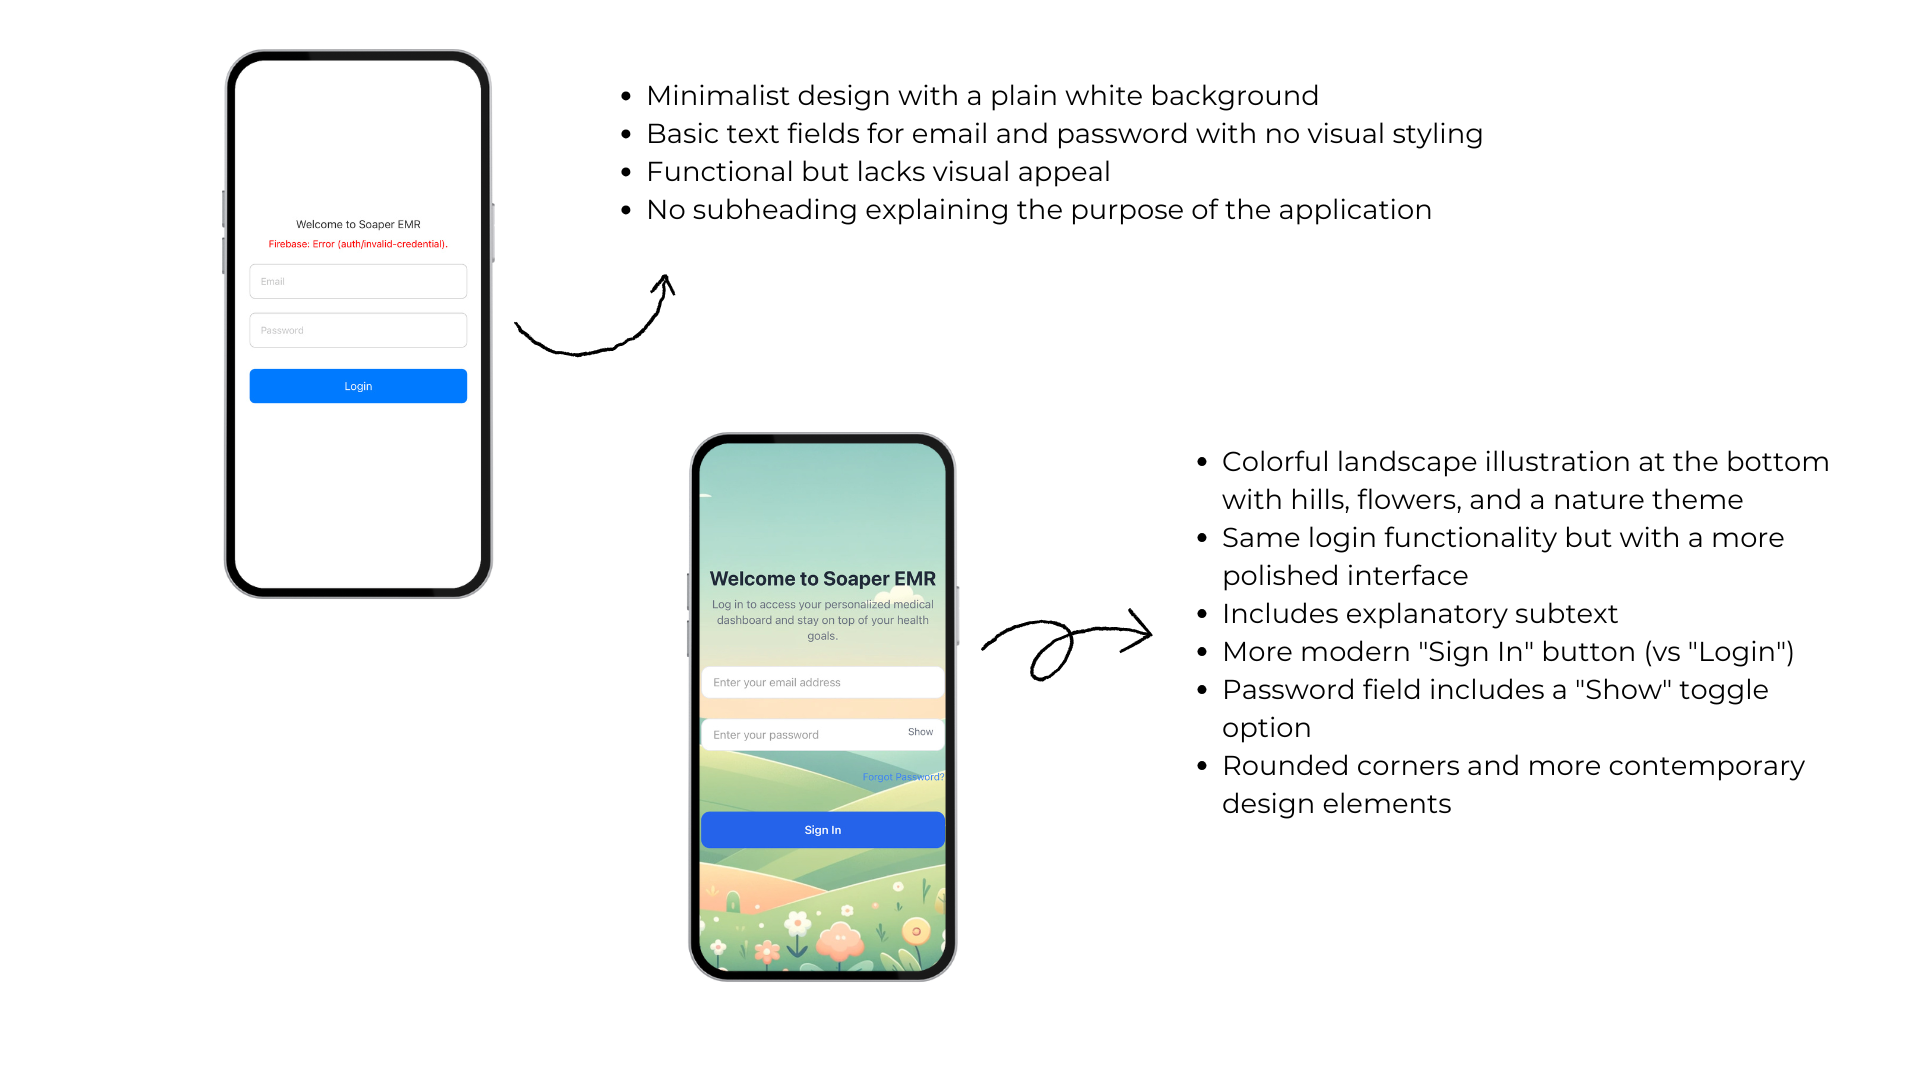 Welcome to Soaper EMR
Firebase: Error (auth/invalid-credential).
Email
Password
Login
• Minimalist design with a plain white background
• Basic text fields for email and password with no visual styling
• Functional but lacks visual appeal
• No subheading explaining the purpose of the application
Welcome to Soaper EMR
Log in to access your personalized medical
dashboard and stay on top of your health
goals.
Enter your email address
Enter your password
Show
Forgot Password?
Sign In
• Colorful landscape illustration at the bottom
with hills, flowers, and a nature theme
• Same login functionality but with a more
polished interface
• Includes explanatory subtext
• More modern "Sign In" button (vs "Login")
• Password field includes a "Show" toggle
option
• Rounded corners and more contemporary
design elements